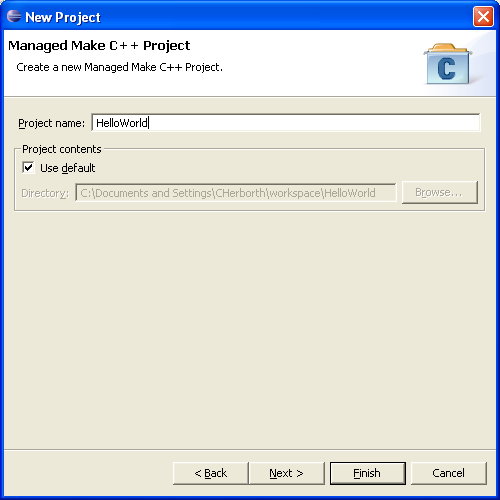 New Project
Managed Make C++ Project
Create a new Managed Make C++ Project.
C
Project name: HelloWorld
Project contents
Use default
Directory: C:\Documents and Settings\CHerborth\workspace\HelloWorld Browse...
< Back Next > Finish Cancel